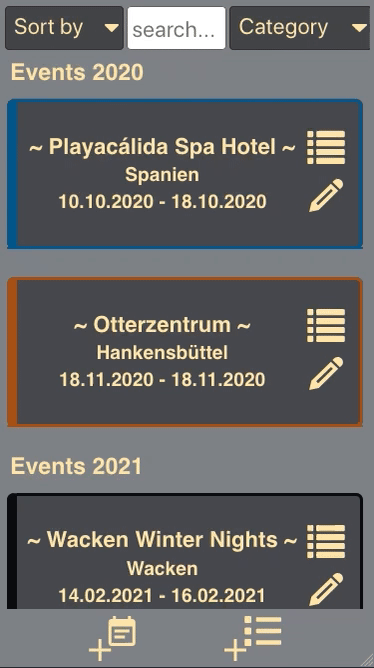 Sort by
search...
Category
Events 2020
~ Playacálida Spa Hotel ~
Spanien
10.10.2020 - 18.10.2020
~ Otterzentrum ~
Hankensbüttel
18.11.2020 - 18.11.2020
Events 2021
~ Wacken Winter Nights ~
Wacken
14.02.2021 - 16.02.2021